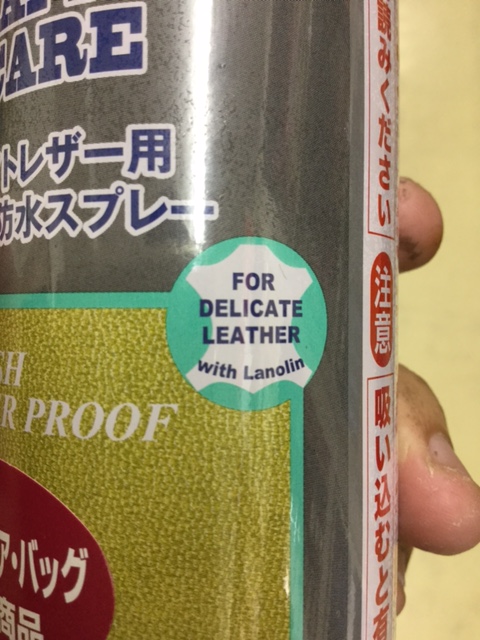 CARE
トレザー用
防水スプレー
FOR
DELICATE
LEATHER
with Lanolin
PROOF
ア・バッグ
商品
読みください
注意
吸い込むと有